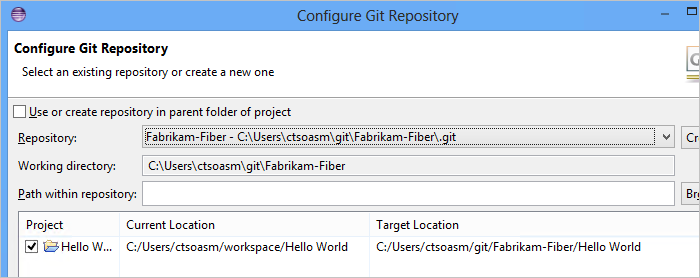 Configure Git Repository
Configure Git Repository
Select an existing repository or create a new one
Use or create repository in parent folder of project
Repository: Fabrikam-Fiber - C:\Users\ctsoasm\git\Fabrikam-Fiber\.git
Working directory: C:\Users\ctsoasm\git\Fabrikam-Fiber
Path within repository:
Project Current Location Target Location
Hello W... C:/Users/ctsoasm/workspace/Hello World C:/Users/ctsoasm/git/Fabrikam-Fiber/Hello World